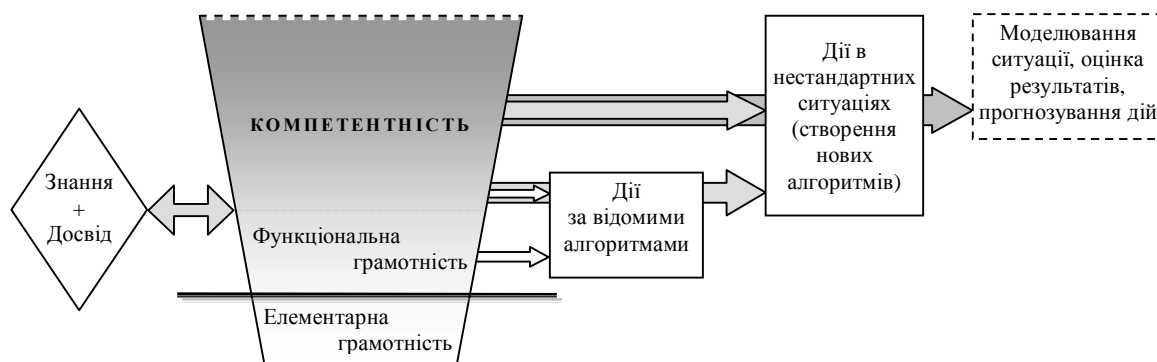 Знання
+
Досвід
КОМПЕТЕНТНІСТЬ
Функціональна
грамотність
Елементарна
грамотність
Дії
за відомими
алгоритмами
Дії в
нестандартних
ситуаціях
(створення
нових
алгоритмів)
Моделювання
ситуації, оцінка
результатів,
прогнозування дій